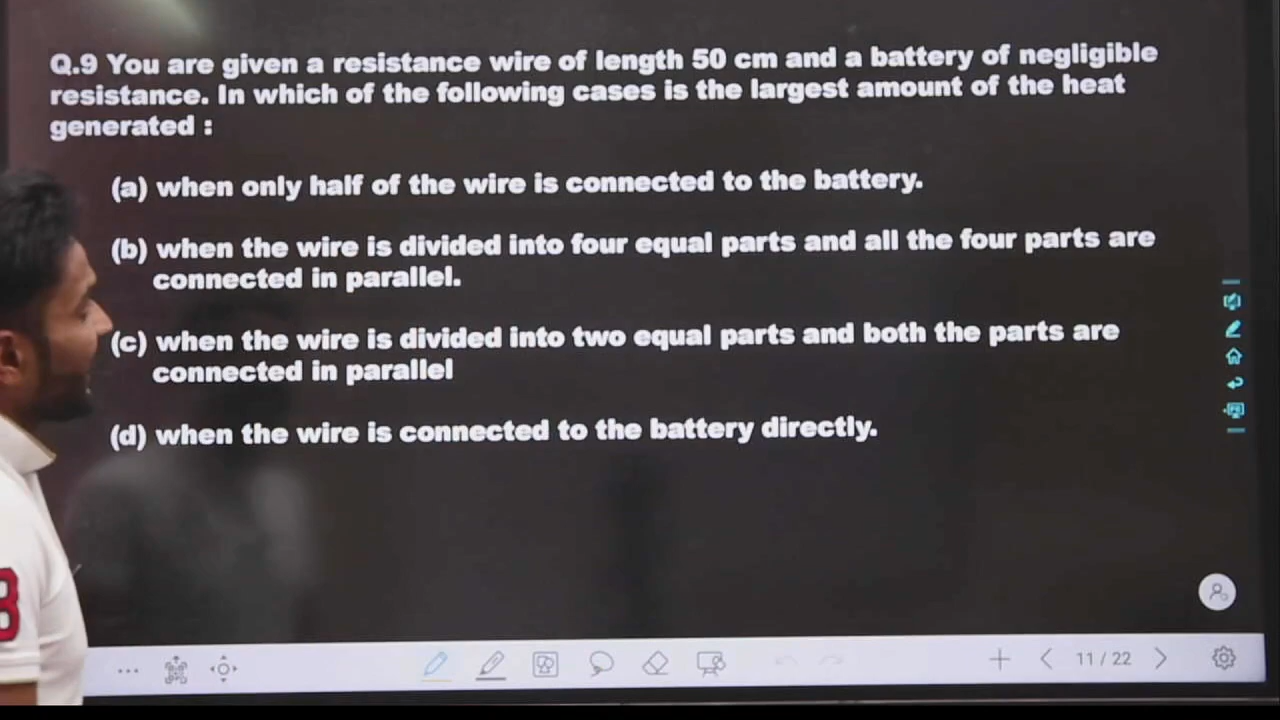 Q.9 You are given a resistance wire of length 50 cm and a battery of negligible
resistance. In which of the following cases is the largest amount of the heat
generated :
(a) when only half of the wire is connected to the battery.
(b) when the wire is divided into four equal parts and all the four parts are
connected in parallel.
(c) when the wire is divided into two equal parts and both the parts are
connected in parallel
(d) when the wire is connected to the battery directly.
11 / 22